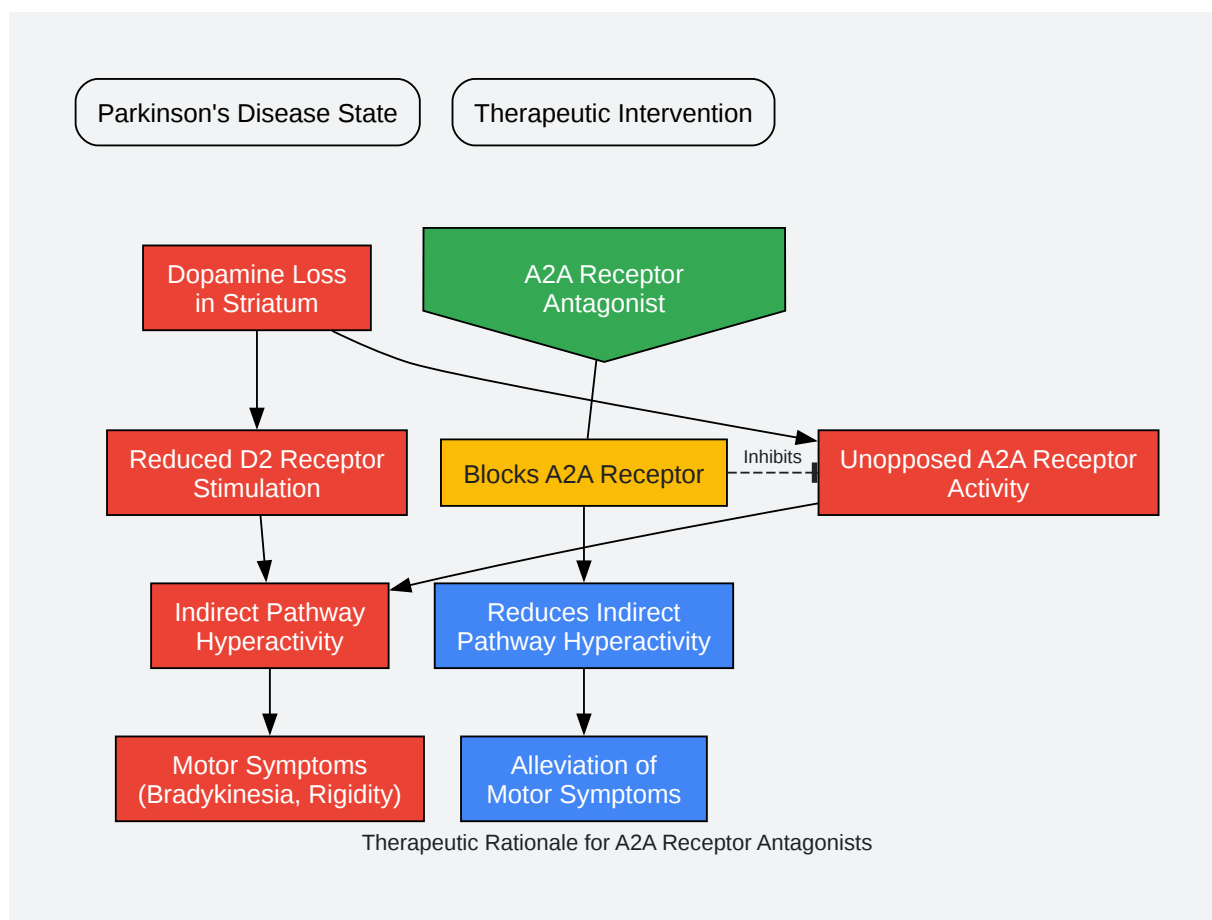 Parkinson's Disease State
Therapeutic Intervention
Dopamine Loss
in Striatum
A2A Receptor
Antagonist
Reduced D2 Receptor
Stimulation
Blocks A2A Receptor
Inhibits
Unopposed A2A Receptor
Activity
Indirect Pathway
Hyperactivity
Reduces Indirect
Pathway Hyperactivity
Motor Symptoms
(Bradykinesia, Rigidity)
Alleviation of
Motor Symptoms
Therapeutic Rationale for A2A Receptor Antagonists